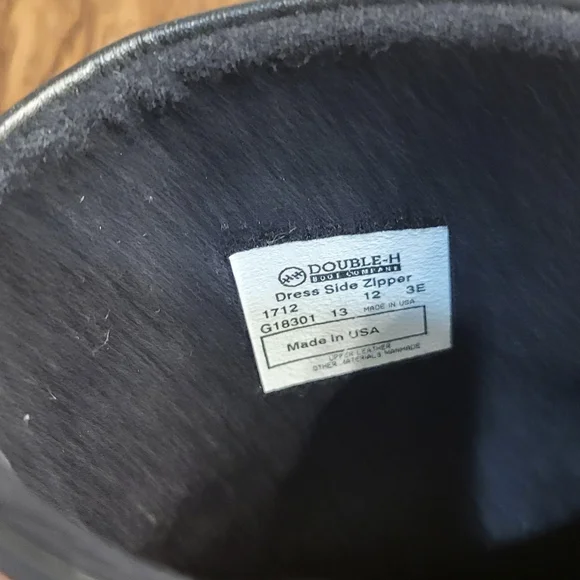 DOUBLE-H
BOOT COMPANY
Dress Side Zipper
1712 12 3E
G18301 13 MADE IN USA
Made in USA
UPPER LEATHER
OTHER MATERIALS MANMADE